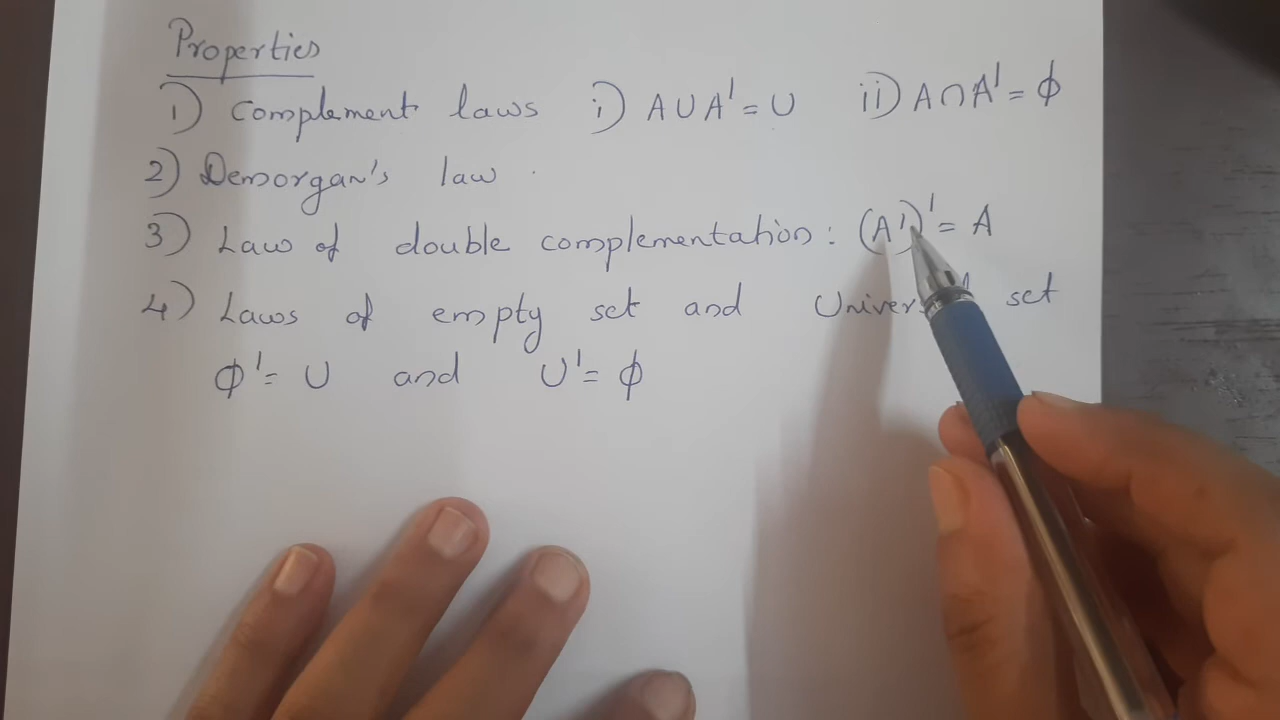 Properties
1) Complement laws i) A∪A' = U ii) A∩A' = ϕ
2) Demorgan's law.
3) Law of double complementation: (A')' = A
4) Laws of empty set and Universal set
ϕ' = U and U' = ϕ